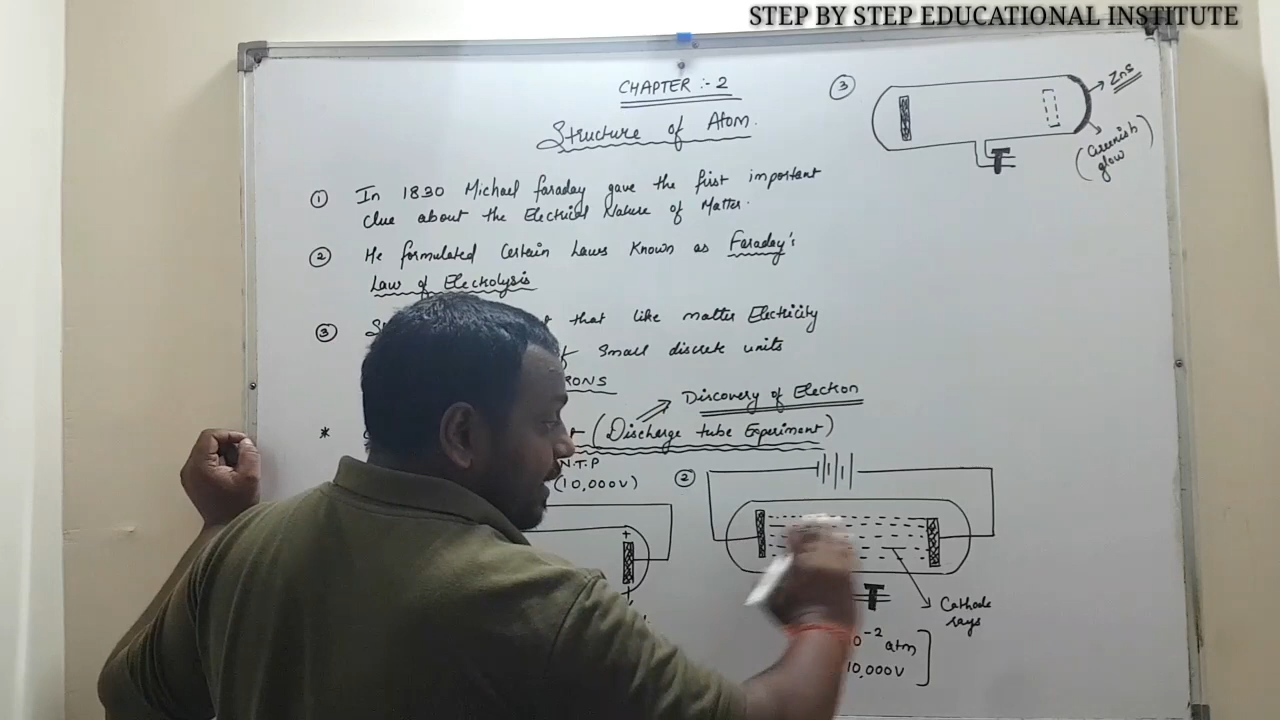 STEP BY STEP EDUCATIONAL INSTITUTE
CHAPTER :- 2
Structure of Atom.
① In 1830 Michael Faraday gave the first important
clue about the Electrical Nature of Matter.
② He formulated Certain Laws Known as Faraday's
Law of Electrolysis
③ that like matter Electricity
Small discrete units
RONS
* (Discharge tube Experiment)
Discovery of Electron
N.T.P
(10,000V)
+
+
②
Cathode
rays
0⁻² atm
10,000V
③
ZnS
(Greenish
glow)